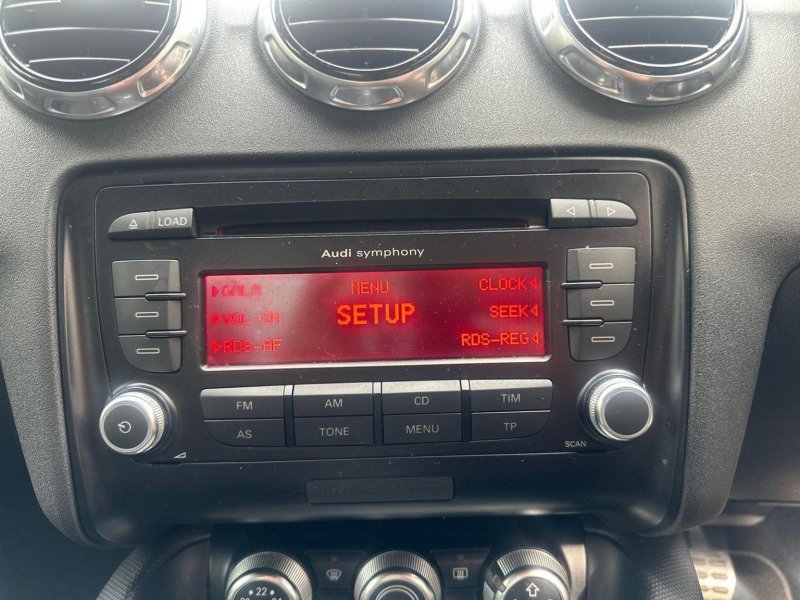 LOAD
Audi symphony
GALA MENU CLOCK
VOL-ON SETUP SEEK
RDS-AF RDS-REG
FM AM CD TIM
AS TONE MENU TP
SCAN
22